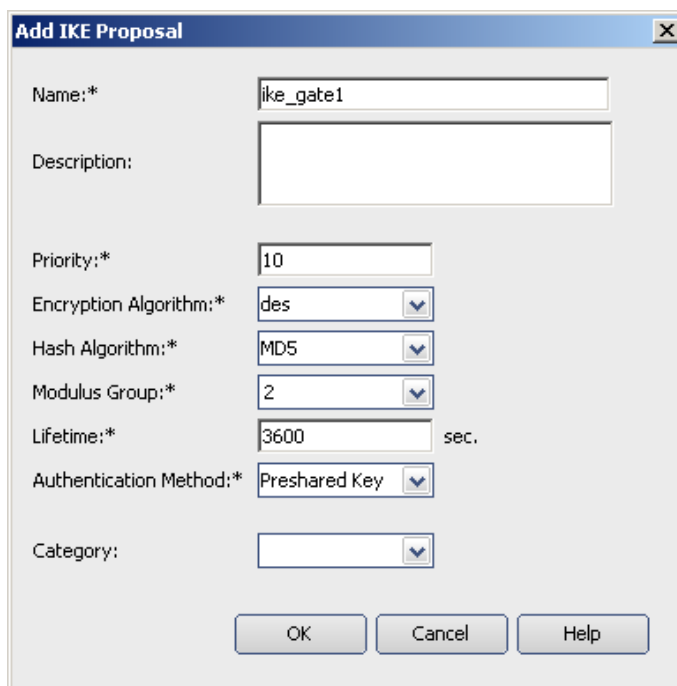 Add IKE Proposal
Name:* ike_gate1
Description:
Priority:* 10
Encryption Algorithm:* des
Hash Algorithm:* MD5
Modulus Group:* 2
Lifetime:* 3600 sec.
Authentication Method:* Preshared Key
Category:
OK Cancel Help